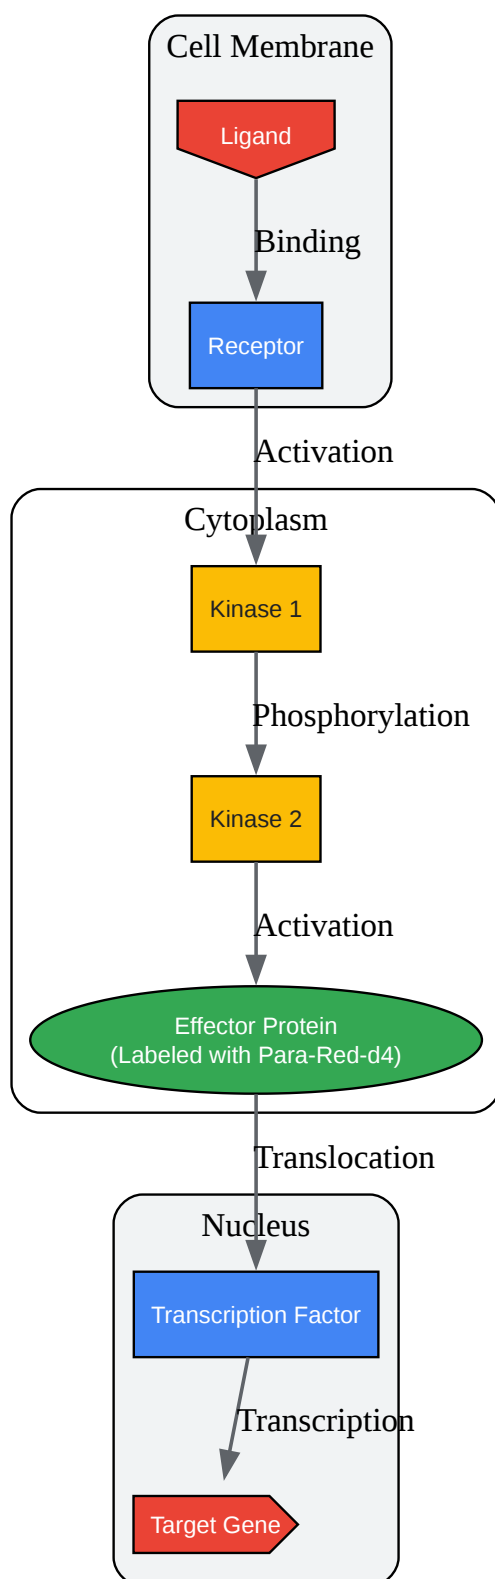 Cell Membrane
Ligand
Binding
Receptor
Activation
Cytoplasm
Kinase 1
Phosphorylation
Kinase 2
Activation
Effector Protein
(Labeled with Para-Red-d4)
Translocation
Nucleus
Transcription Factor
Transcription
Target Gene